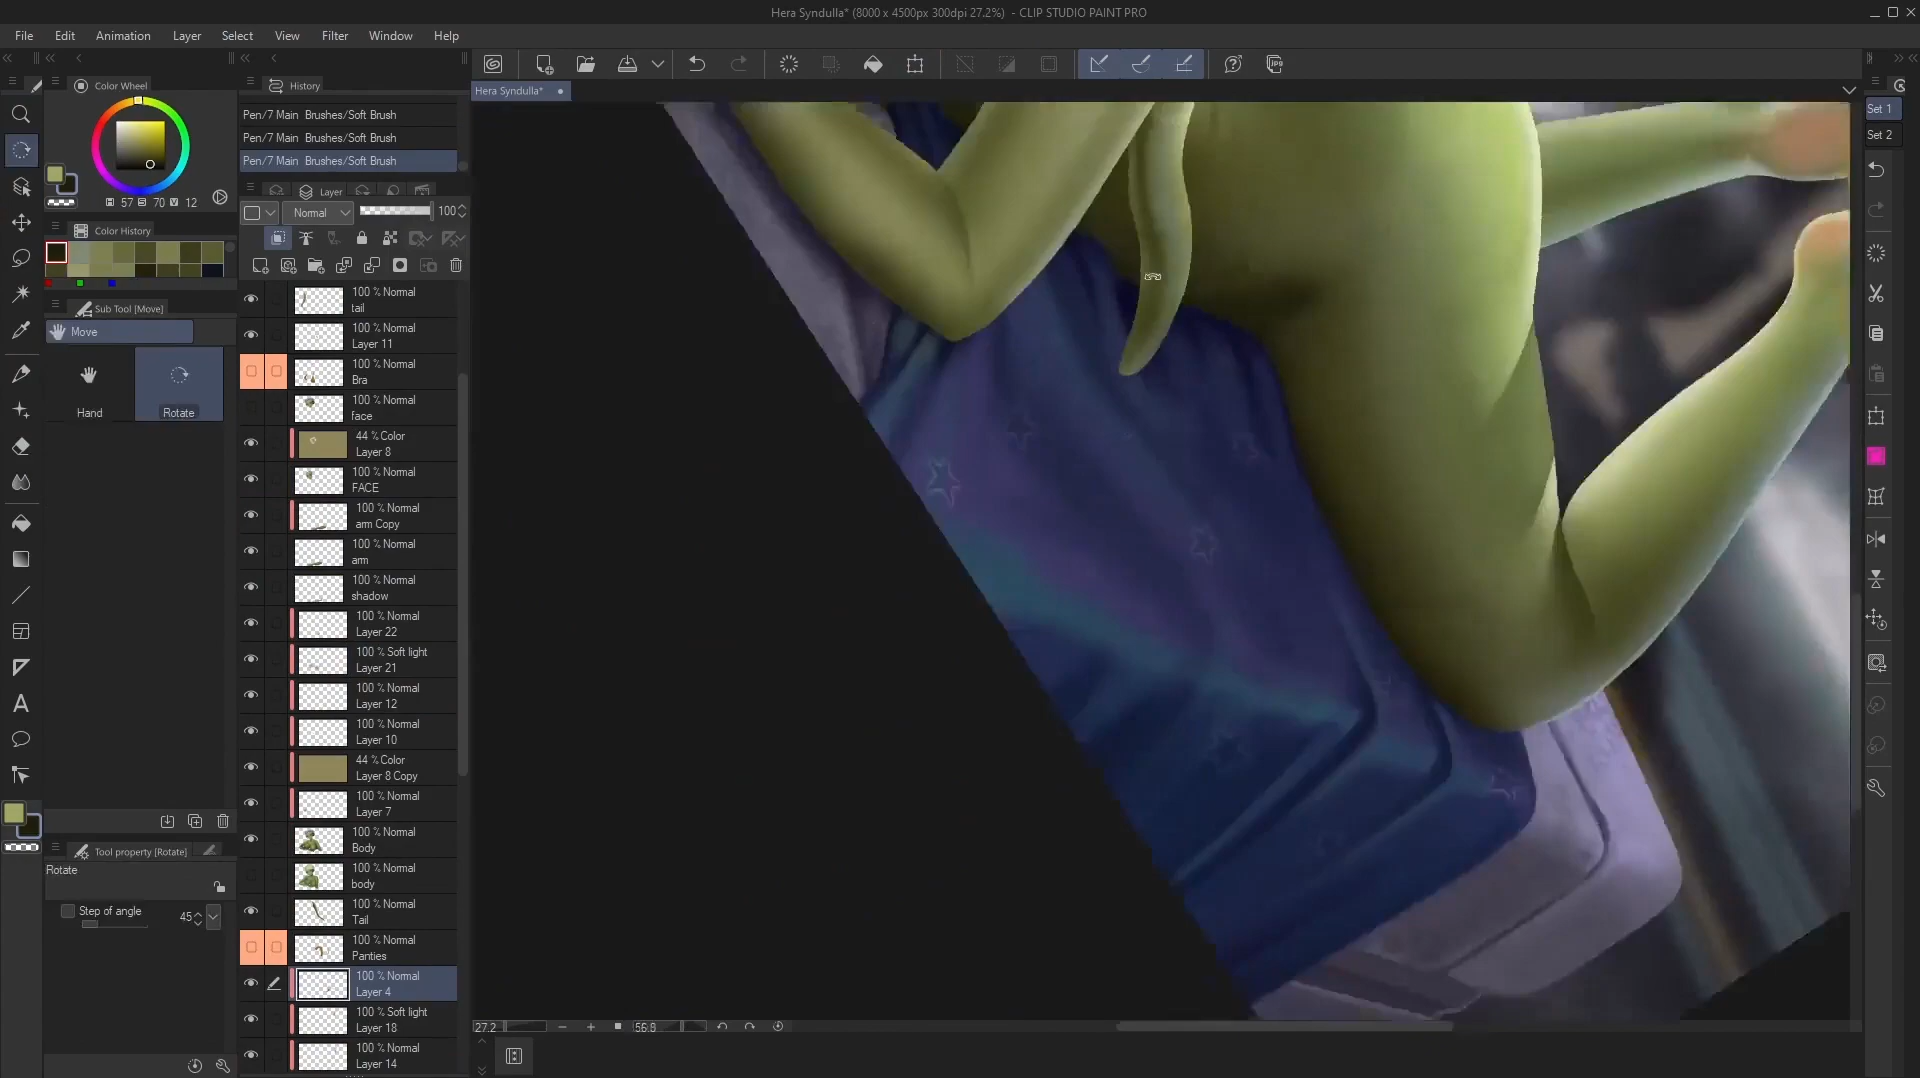 Hera Syndulla* (8000 x 4500px 300dpi 27.2%) - CLIP STUDIO PAINT PRO
File Edit Animation Layer Select View Filter Window Help
Color Wheel
History
Hera Syndulla*
Set 1
Set 2
Pen/7 Main Brushes/Soft Brush
Pen/7 Main Brushes/Soft Brush
Pen/7 Main Brushes/Soft Brush
Layer
H 57 S 70 V 12
Normal 100
Color History
Sub Tool [Move]
Move
Hand
Rotate
100 % Normal
tail
100 % Normal
Layer 11
100 % Normal
Bra
100 % Normal
face
44 % Color
Layer 8
100 % Normal
FACE
100 % Normal
arm Copy
100 % Normal
arm
100 % Normal
shadow
100 % Normal
Layer 22
100 % Soft light
Layer 21
100 % Normal
Layer 12
100 % Normal
Layer 10
44 % Color
Layer 8 Copy
100 % Normal
Layer 7
100 % Normal
Body
100 % Normal
body
100 % Normal
Tail
100 % Normal
Panties
100 % Normal
Layer 4
100 % Soft light
Layer 18
100 % Normal
Layer 14
Tool property [Rotate]
Rotate
Step of angle 45
27.2
56.9